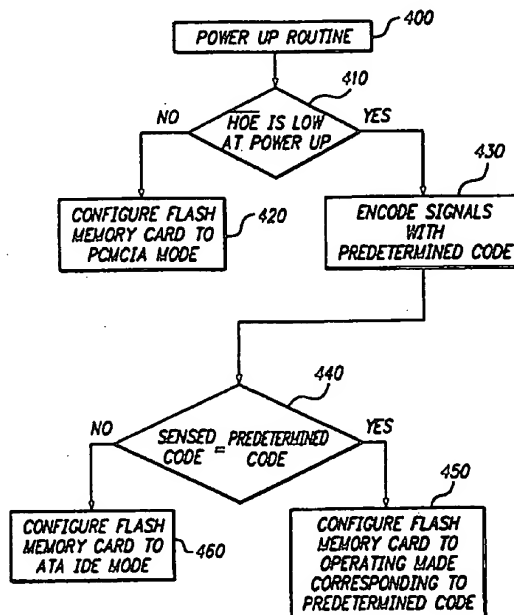 POWER UP ROUTINE
400
410
NO
HOE IS LOW
AT POWER UP
YES
CONFIGURE FLASH
MEMORY CARD TO
PCMCIA MODE
420
430
ENCODE SIGNALS
WITH
PREDETERMINED CODE
440
NO
SENSED CODE = PREDETERMINED CODE
YES
CONFIGURE FLASH
MEMORY CARD TO
ATA IDE MODE
460
450
CONFIGURE FLASH
MEMORY CARD TO
OPERATING MADE
CORRESPONDING TO
PREDETERMINED CODE